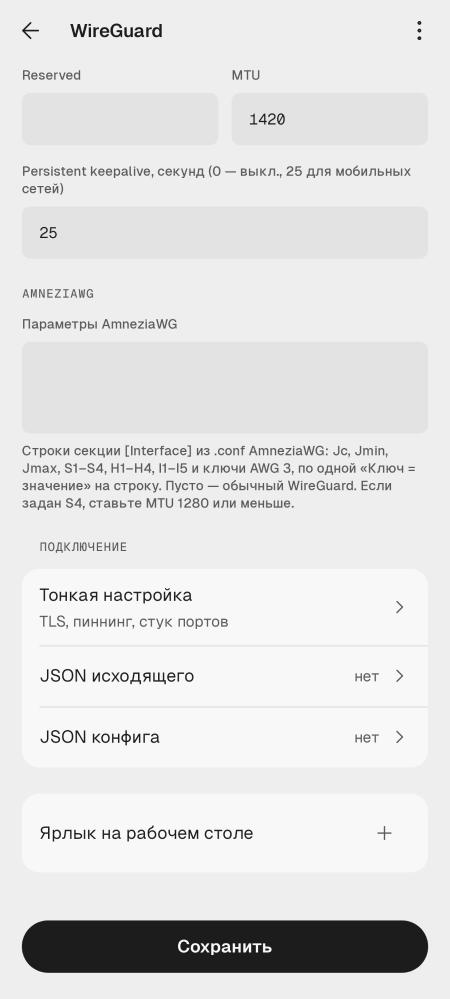 WireGuard
Reserved
MTU
1420
Persistent keepalive, секунд (0 — выкл., 25 для мобильных
сетей)
25
AMNEZIAWG
Параметры AmneziaWG
Строки секции [Interface] из .conf AmneziaWG: Jc, Jmin,
Jmax, S1–S4, H1–H4, I1–I5 и ключи AWG 3, по одной «Ключ =
значение» на строку. Пусто — обычный WireGuard. Если
задан S4, ставьте MTU 1280 или меньше.
ПОДКЛЮЧЕНИЕ
Тонкая настройка
TLS, пиннинг, стук портов
JSON исходящего
нет
JSON конфига
нет
Ярлык на рабочем столе
Сохранить